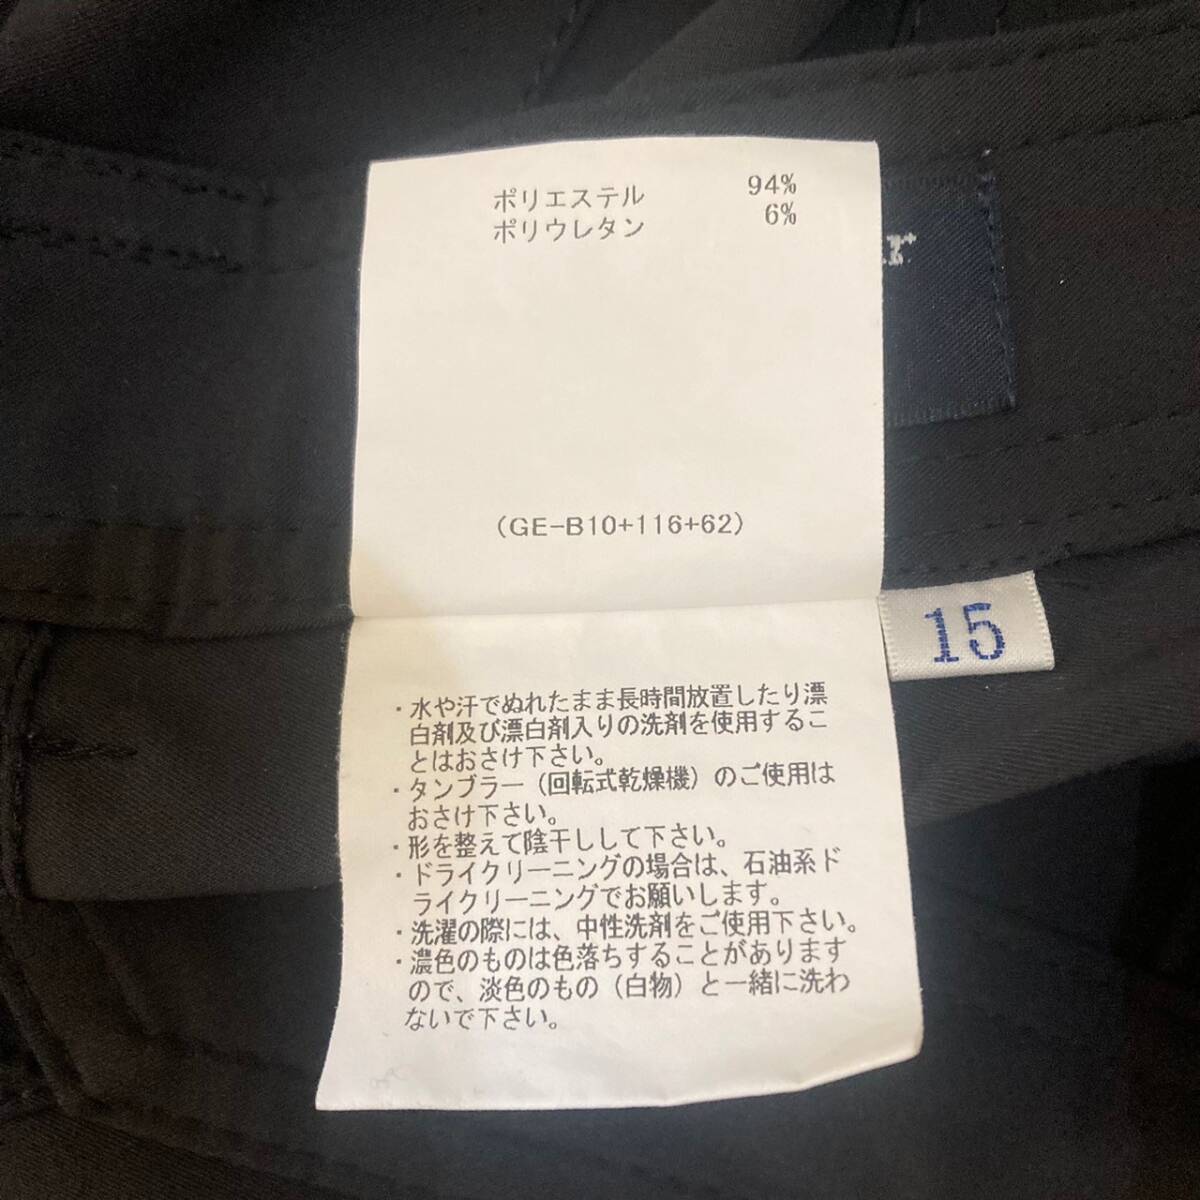 ポリエステル 94%
ポリウレタン 6%
(GE-B10+116+62)
15
・水や汗でぬれたまま長時間放置したり漂
白剤及び漂白剤入りの洗剤を使用するこ
とはおさけ下さい。
・タンブラー(回転式乾燥機)のご使用は
おさけ下さい。
・形を整えて陰干しして下さい。
・ドライクリーニングの場合は、石油系ド
ライクリーニングでお願いします。
・洗濯の際には、中性洗剤をご使用下さい。
・濃色のものは色落ちすることがあります
ので、淡色のもの(白物)と一緒に洗わ
ないで下さい。